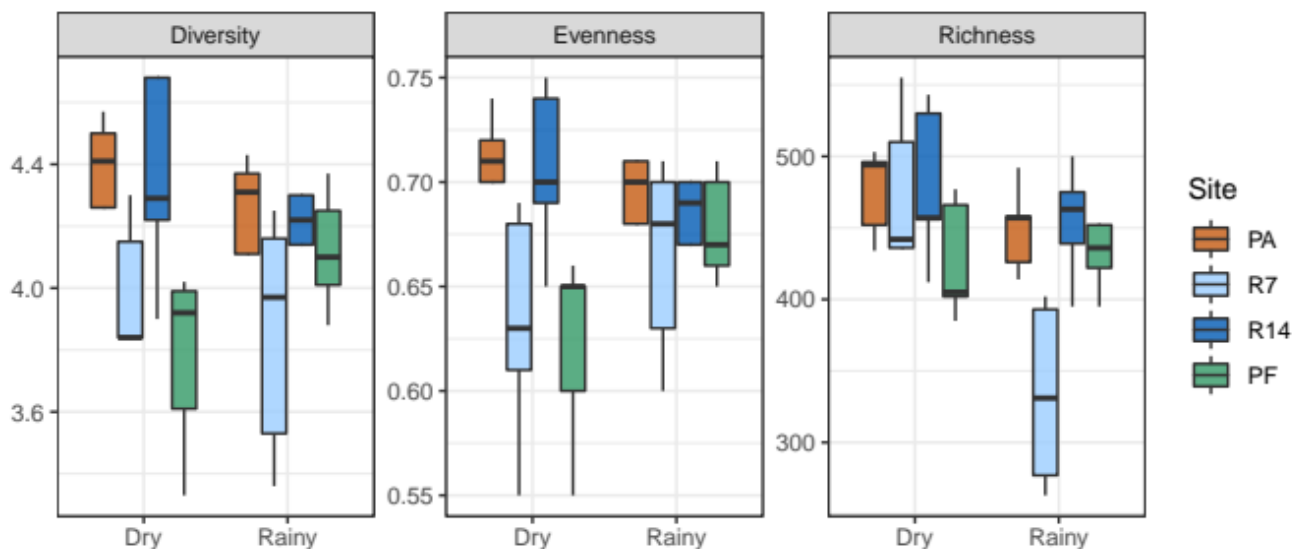 Diversity
Evenness
Richness
4.4
4.0
3.6
0.75
0.70
0.65
0.60
0.55
500
400
300
Dry
Rainy
Dry
Rainy
Dry
Rainy
Site
PA
R7
R14
PF